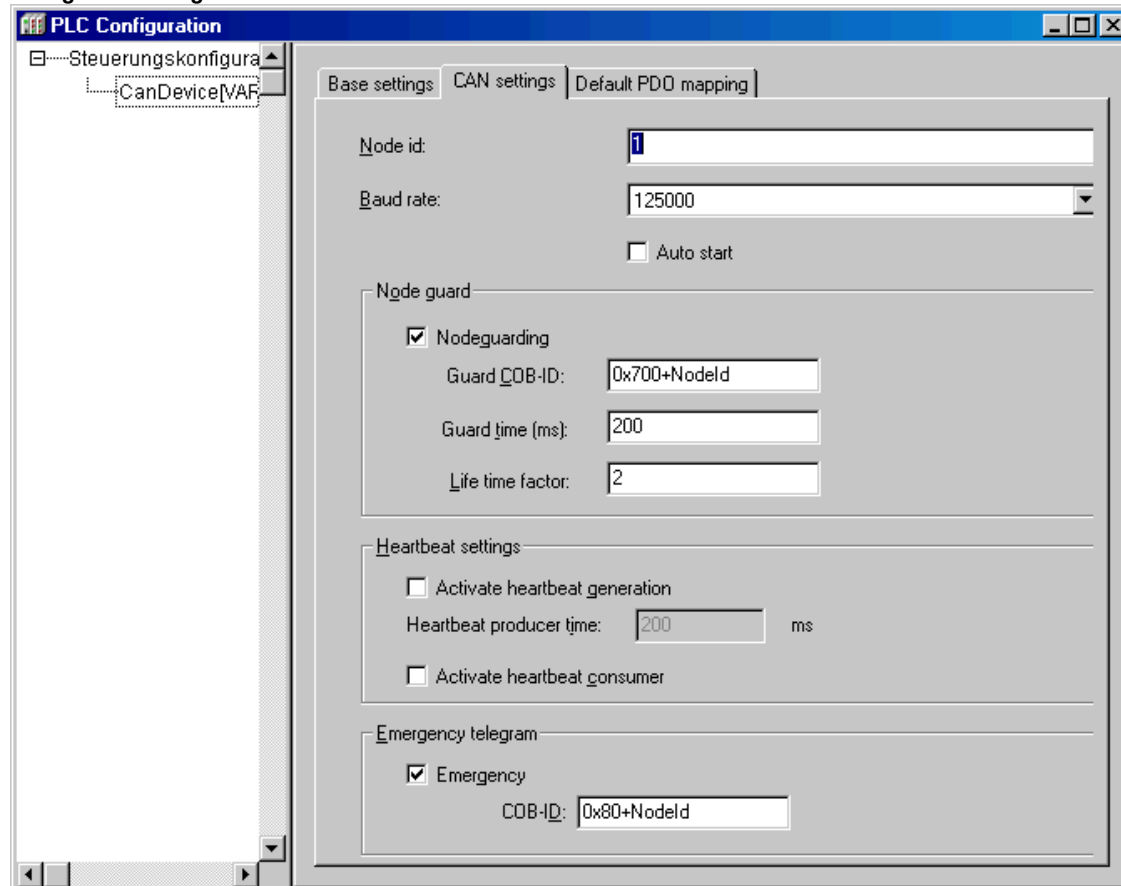 PLC Configuration
Steuerungskonfigura
CanDevice[VAR
Base settings
CAN settings
Default PDO mapping
Node id:
1
Baud rate:
125000
Auto start
Node guard
Nodeguarding
Guard COB-ID:
0x700+NodeId
Guard time (ms):
200
Life time factor:
2
Heartbeat settings
Activate heartbeat generation
Heartbeat producer time:
200
ms
Activate heartbeat consumer
Emergency telegram
Emergency
COB-ID:
0x80+NodeId